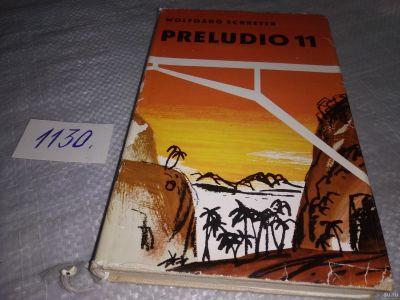 WOLFGANG SCHREYER
PRELUDIO 11
1130.